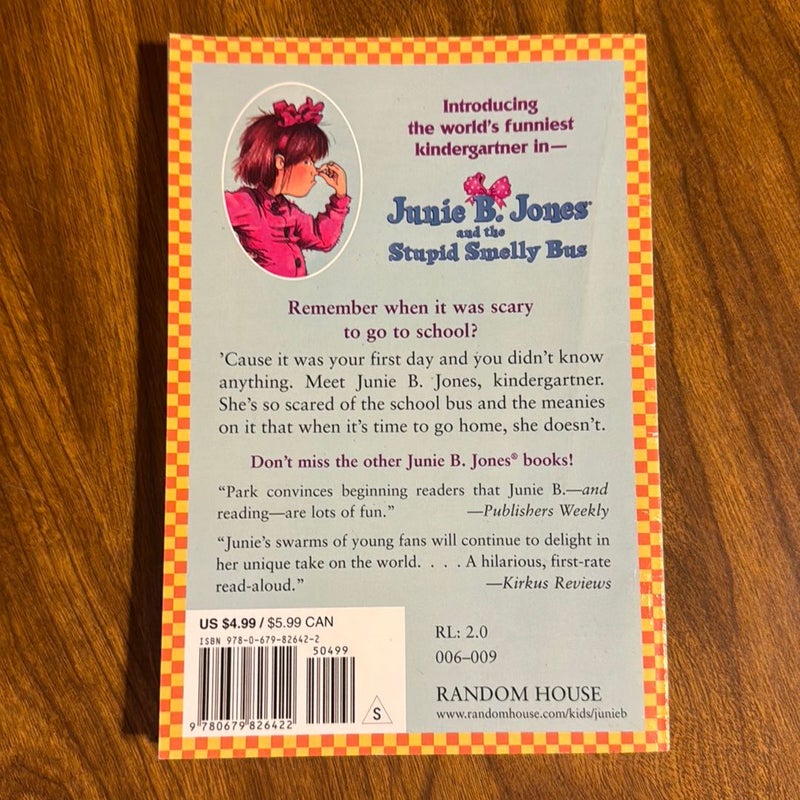 Introducing
the world's funniest
kindergartner in—
Junie B. Jones®
and the
Stupid Smelly Bus
Remember when it was scary
to go to school?
'Cause it was your first day and you didn't know
anything. Meet Junie B. Jones, kindergartner.
She's so scared of the school bus and the meanies
on it that when it's time to go home, she doesn't.
Don't miss the other Junie B. Jones® books!
"Park convinces beginning readers that Junie B.—and
reading—are lots of fun." —Publishers Weekly
"Junie's swarms of young fans will continue to delight in
her unique take on the world. . . . A hilarious, first-rate
read-aloud." —Kirkus Reviews
US $4.99 / $5.99 CAN
ISBN 978-0-679-82642-2
50499
9 780679 826422
S
RL: 2.0
006–009
RANDOM HOUSE
www.randomhouse.com/kids/junieb